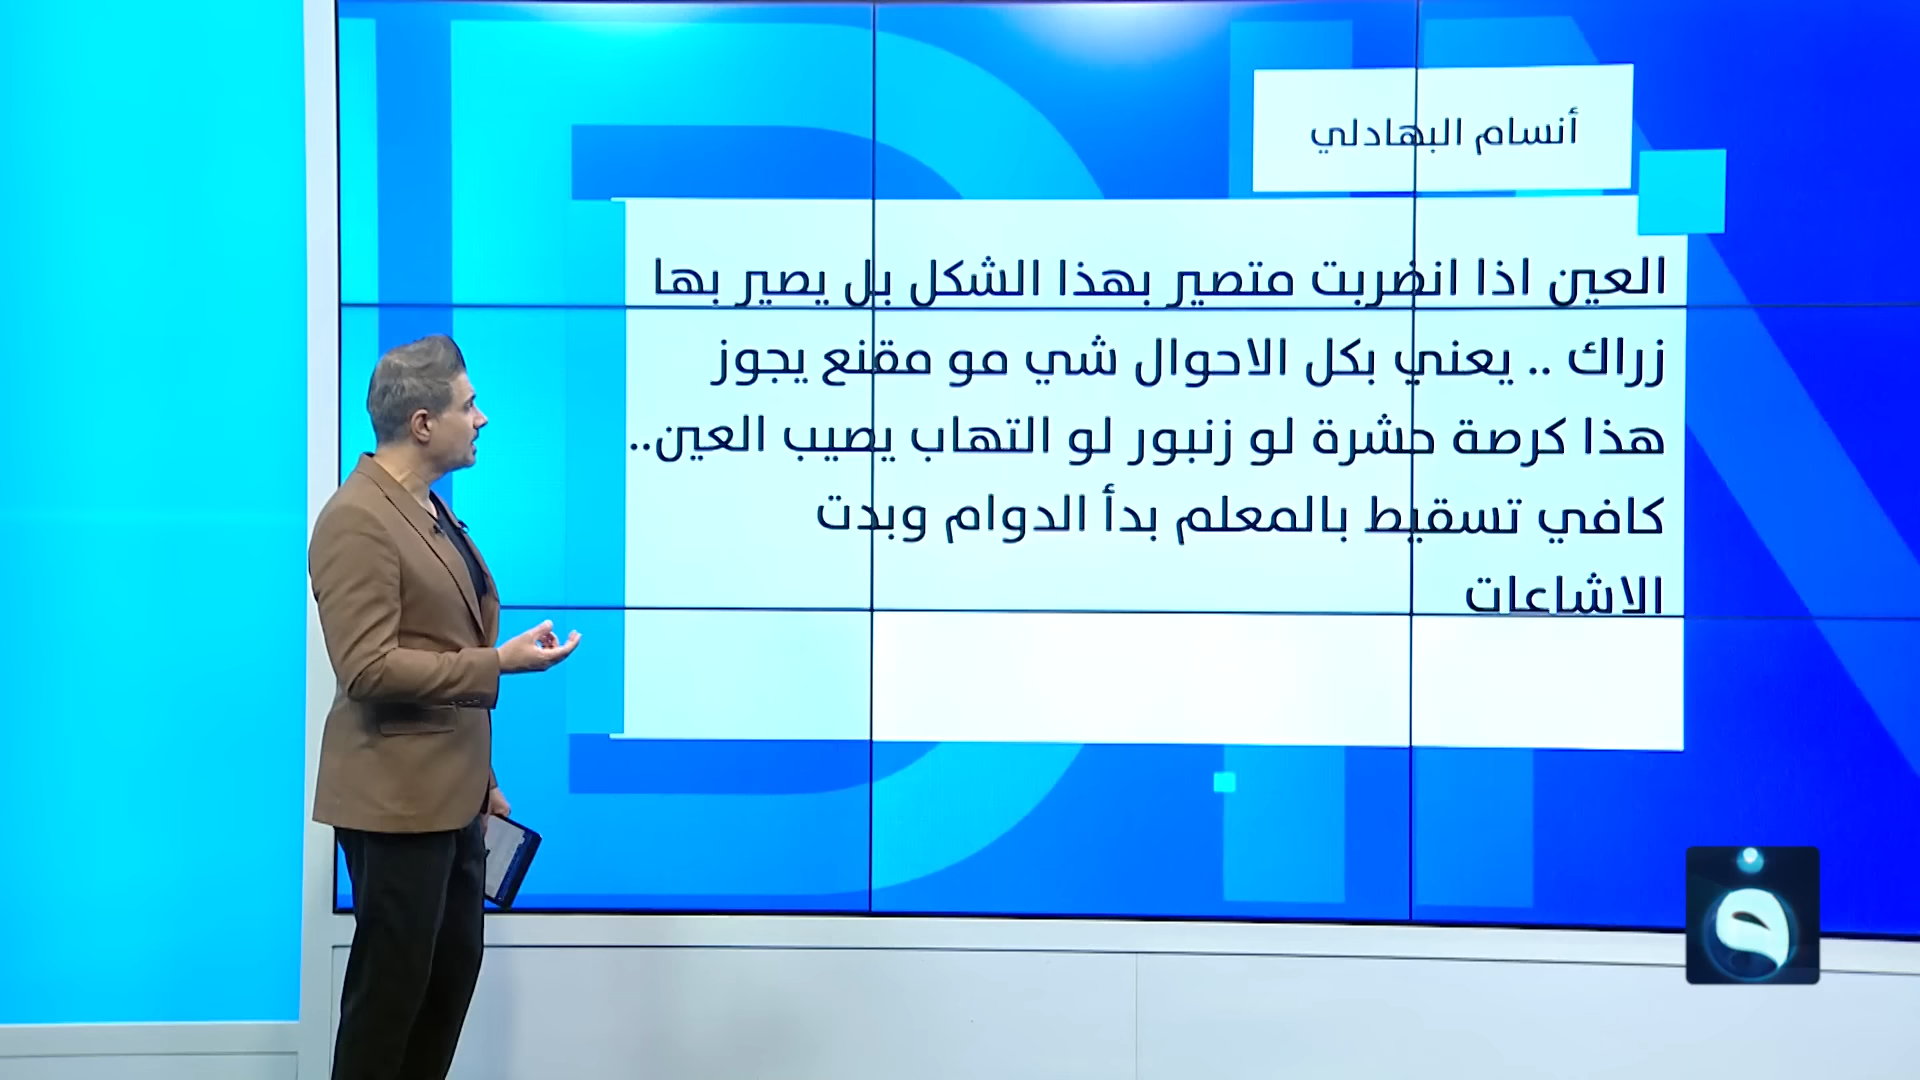 أنسام البهادلي
العين اذا انضربت متصير بهذا الشكل بل يصير بها
زراك .. يعني بكل الاحوال شي مو مقنع يجوز
هذا كرصة حشرة لو زنبور لو التهاب يصيب العين..
كافي تسقيط بالمعلم بدأ الدوام وبدت
الاشاعات